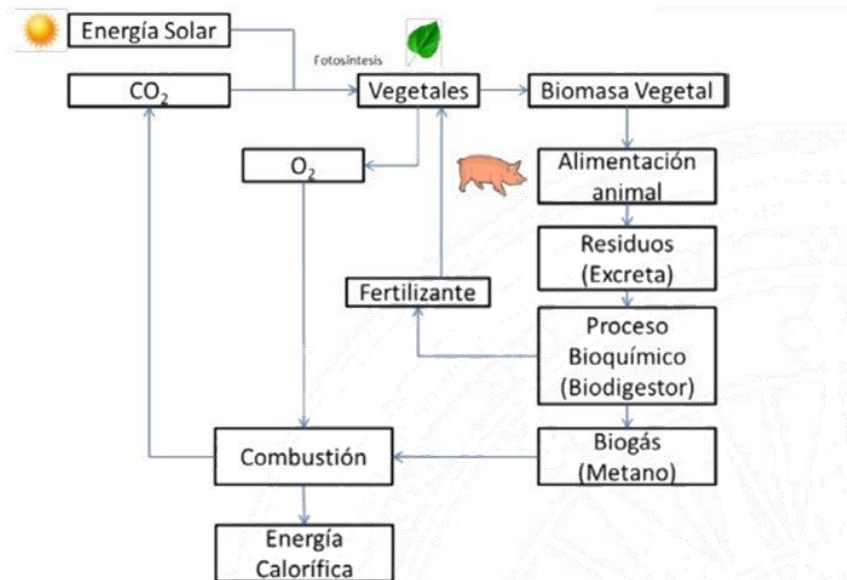 Energía Solar
Fotosíntesis
CO₂
Vegetales
Biomasa Vegetal
O₂
Alimentación
animal
Residuos
(Excreta)
Fertilizante
Proceso
Bioquímico
(Biodigestor)
Combustión
Biogás
(Metano)
Energía
Calorífica